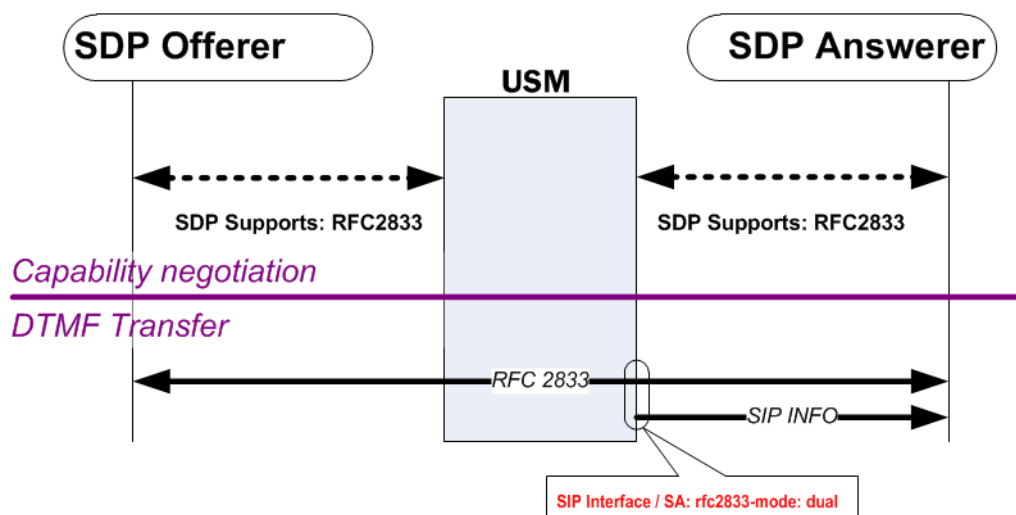 SDP Offerer
SDP Answerer
USM
SDP Supports: RFC2833
SDP Supports: RFC2833
Capability negotiation
DTMF Transfer
RFC 2833
SIP INFO
SIP Interface / SA: rfc2833-mode: dual